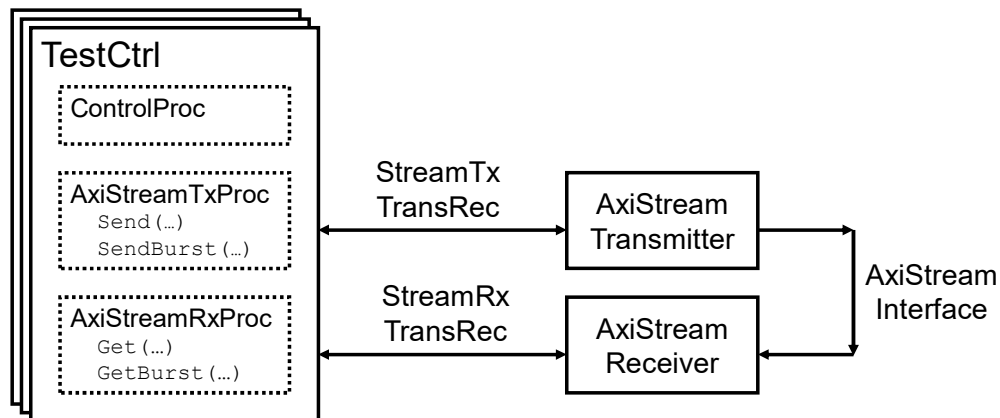 TestCtrl
ControlProc
AxiStreamTxProc
Send(…)
SendBurst(…)
AxiStreamRxProc
Get(…)
GetBurst(…)
StreamTx
TransRec
StreamRx
TransRec
AxiStream
Transmitter
AxiStream
Receiver
AxiStream
Interface